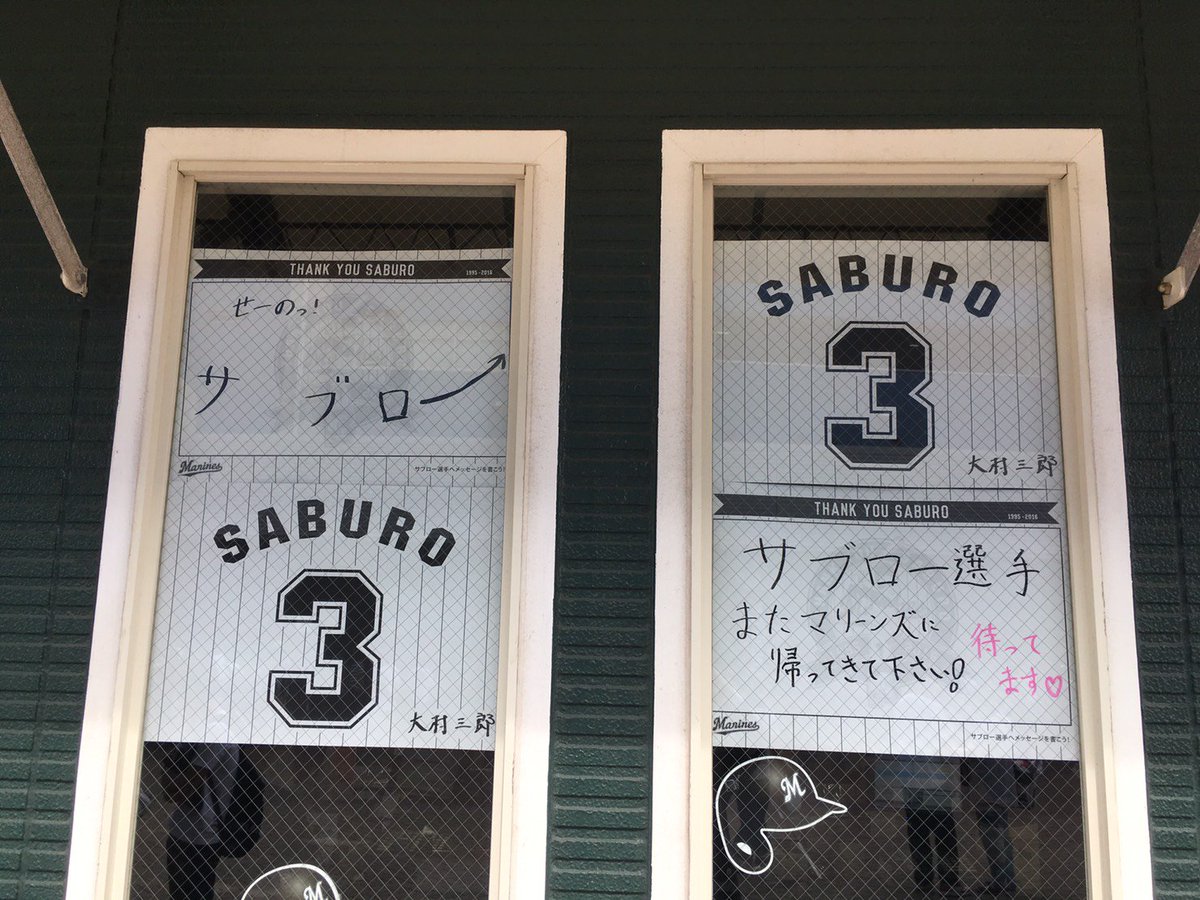 THANK YOU SABURO
1995-2016
せーのっ!
サ ブロー
Marines
サブロー選手へメッセージを書こう!
SABURO
3
大村三郎
M
SABURO
3
大村三郎
THANK YOU SABURO
1995-2016
サブロー選手
またマリーンズに
帰ってきて下さい!
待って
ます♡
Marines
サブロー選手へメッセージを書こう!
M